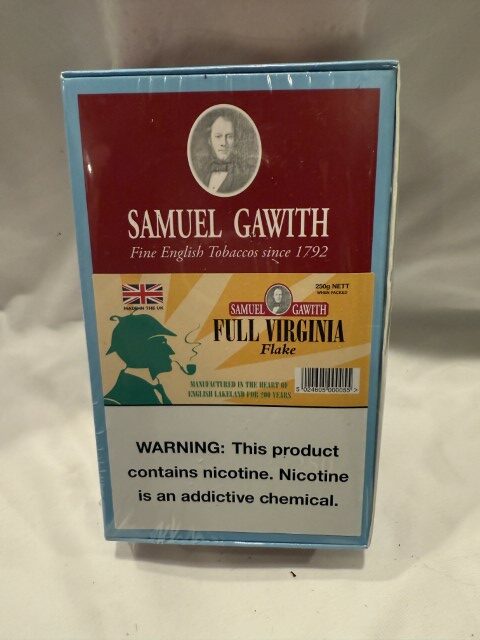 SAMUEL GAWITH
Fine English Tobaccos since 1792
250g NETT
WHEN PACKED
MADE IN THE UK
SAMUEL GAWITH
FULL VIRGINIA
Flake
MANUFACTURED IN THE HEART OF
ENGLISH LAKELAND FOR 200 YEARS
WARNING: This product
contains nicotine. Nicotine
is an addictive chemical.